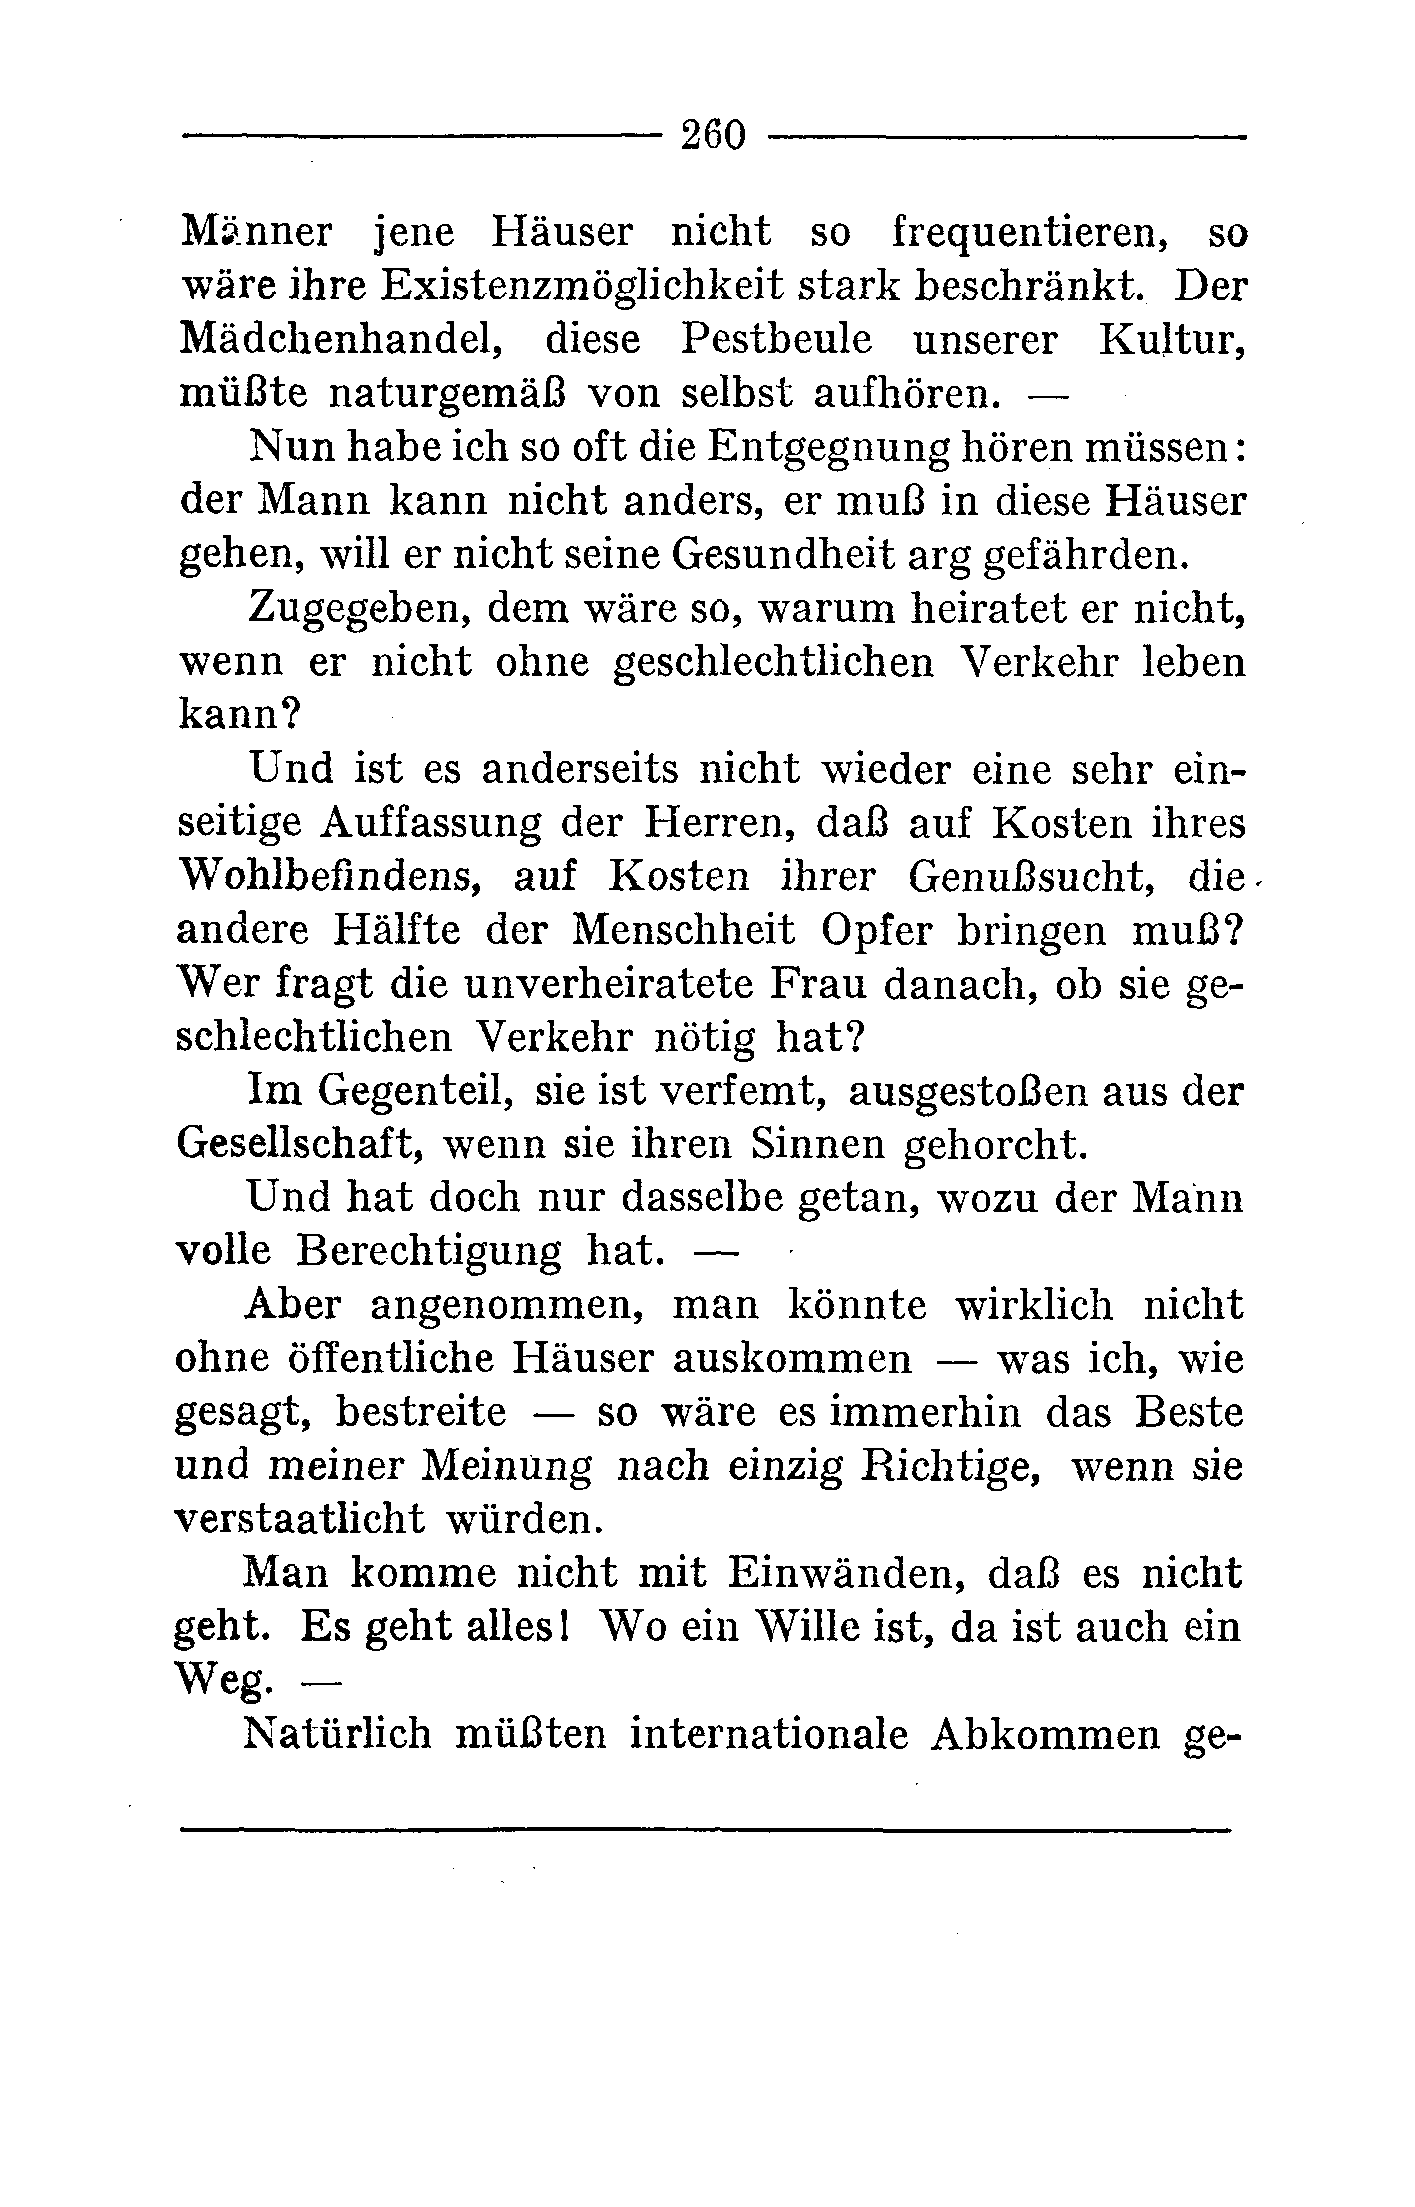 260
Männer jene Häuser nicht so frequentieren, so
wäre ihre Existenzmöglichkeit stark beschränkt. Der
Mädchenhandel, diese Pestbeule unserer Kultur,
müßte naturgemäß von selbst aufhören. —
Nun habe ich so oft die Entgegnung hören müssen:
der Mann kann nicht anders, er muß in diese Häuser
gehen, will er nicht seine Gesundheit arg gefährden.
Zugegeben, dem wäre so, warum heiratet er nicht,
wenn er nicht ohne geschlechtlichen Verkehr leben
kann?
Und ist es anderseits nicht wieder eine sehr ein-
seitige Auffassung der Herren, daß auf Kosten ihres
Wohlbefindens, auf Kosten ihrer Genußsucht, die
andere Hälfte der Menschheit Opfer bringen muß?
Wer fragt die unverheiratete Frau danach, ob sie ge-
schlechtlichen Verkehr nötig hat?
Im Gegenteil, sie ist verfemt, ausgestoßen aus der
Gesellschaft, wenn sie ihren Sinnen gehorcht.
Und hat doch nur dasselbe getan, wozu der Mann
volle Berechtigung hat. —
Aber angenommen, man könnte wirklich nicht
ohne öffentliche Häuser auskommen — was ich, wie
gesagt, bestreite — so wäre es immerhin das Beste
und meiner Meinung nach einzig Richtige, wenn sie
verstaatlicht würden.
Man komme nicht mit Einwänden, daß es nicht
geht. Es geht alles! Wo ein Wille ist, da ist auch ein
Weg. —
Natürlich müßten internationale Abkommen ge-